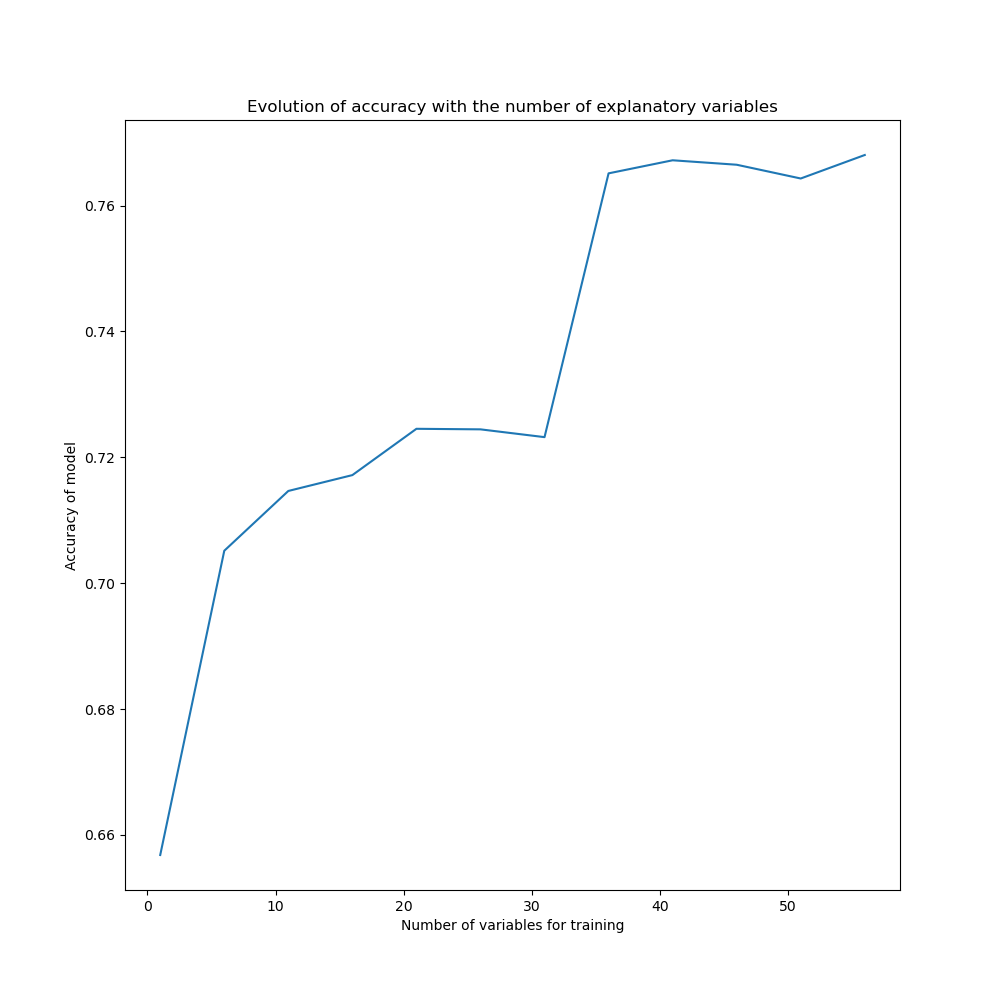 Evolution of accuracy with the number of explanatory variables
0.76
0.74
0.72
0.70
0.68
0.66
Accuracy of model
0 10 20 30 40 50
Number of variables for training